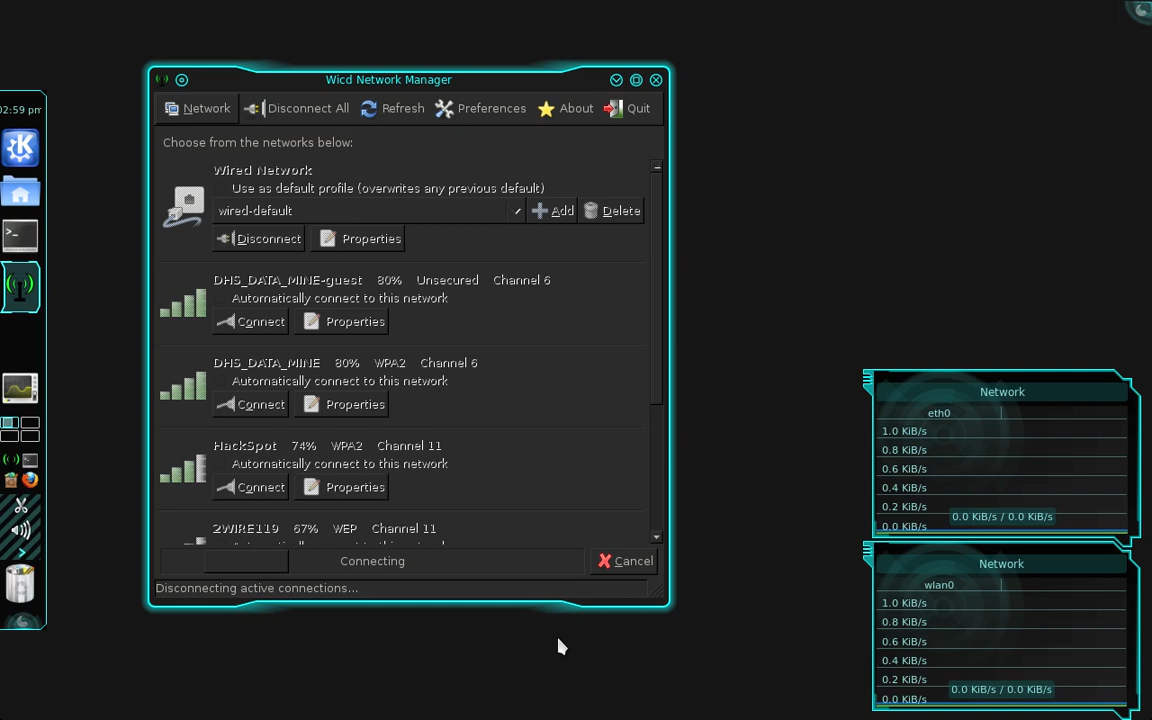 Wicd Network Manager
Network Disconnect All Refresh Preferences About Quit
02:59 pm
Choose from the networks below:
Wired Network
Use as default profile (overwrites any previous default)
wired-default Add Delete
Disconnect Properties
DHS_DATA_MINE-guest 80% Unsecured Channel 6
Automatically connect to this network
Connect Properties
DHS_DATA_MINE 80% WPA2 Channel 6
Automatically connect to this network
Connect Properties
HackSpot 74% WPA2 Channel 11
Automatically connect to this network
Connect Properties
2WIRE119 67% WEP Channel 11
Connecting Cancel
Disconnecting active connections...
Network
eth0
1.0 KiB/s
0.8 KiB/s
0.6 KiB/s
0.4 KiB/s
0.2 KiB/s
0.0 KiB/s / 0.0 KiB/s
0.0 KiB/s
Network
wlan0
1.0 KiB/s
0.8 KiB/s
0.6 KiB/s
0.4 KiB/s
0.2 KiB/s
0.0 KiB/s / 0.0 KiB/s
0.0 KiB/s